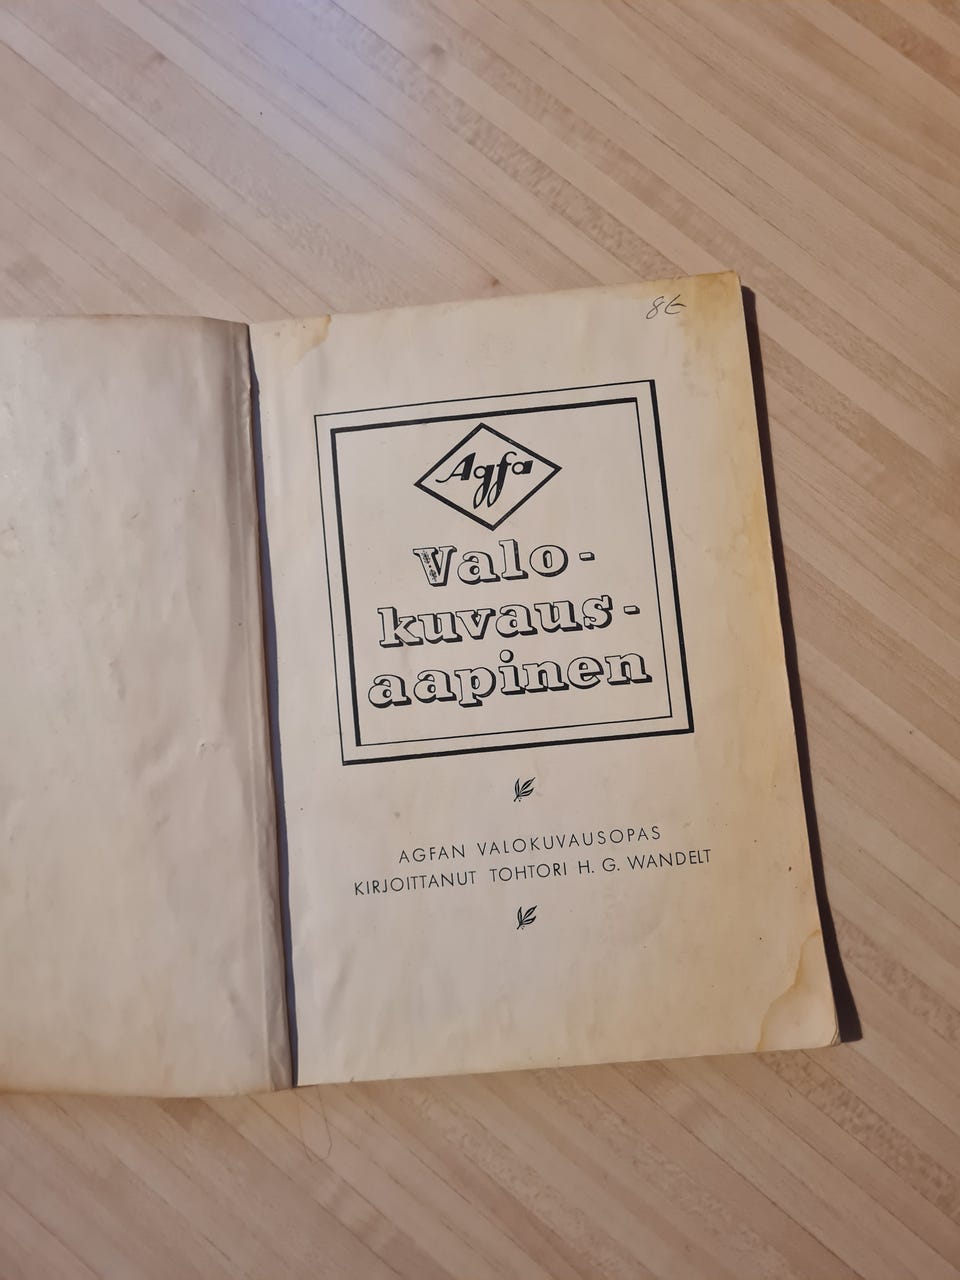 8€
Agfa
Valo-
kuvaus-
aapinen
AGFAN VALOKUVAUSOPAS
KIRJOITTANUT TOHTORI H. G. WANDELT